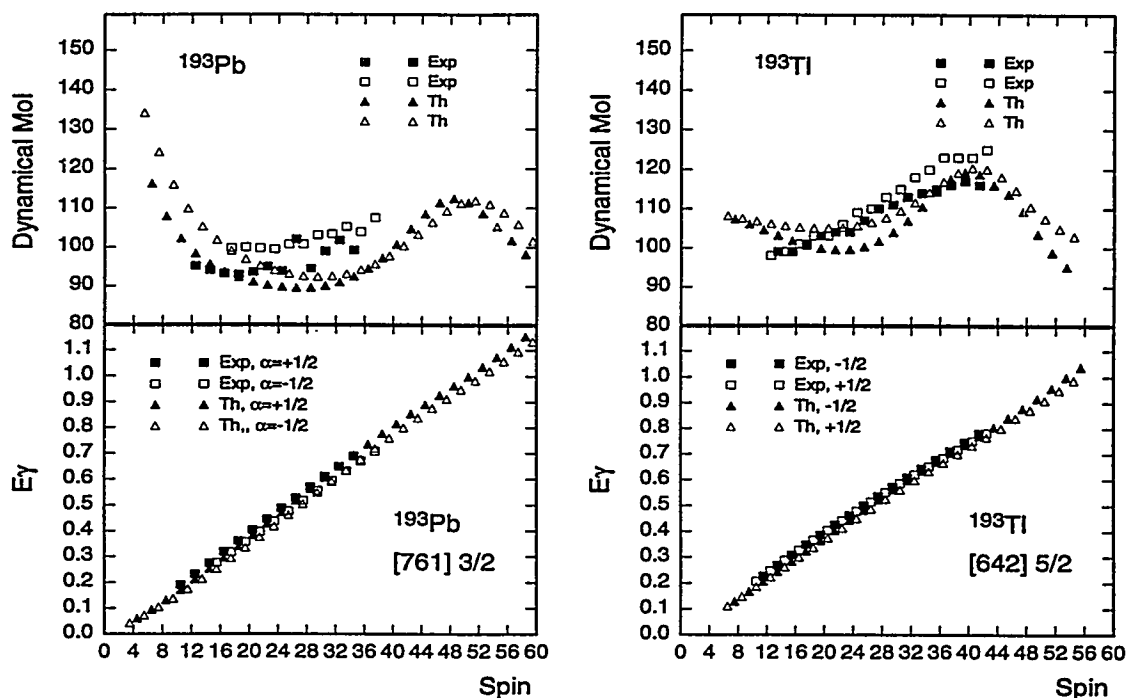 Dynamical MoI
150
140
130
120
110
100
90
80
193Pb
Exp
Exp
Th
Th
Eγ
1.1
1.0
0.9
0.8
0.7
0.6
0.5
0.4
0.3
0.2
0.1
0.0
Exp, α=+1/2
Exp, α=-1/2
Th, α=+1/2
Th,, α=-1/2
193Pb
[761] 3/2
0 4 8 12 16 20 24 28 32 36 40 44 48 52 56 60
Spin
Dynamical MoI
150
140
130
120
110
100
90
80
193Tl
Exp
Exp
Th
Th
Eγ
1.1
1.0
0.9
0.8
0.7
0.6
0.5
0.4
0.3
0.2
0.1
0.0
Exp, -1/2
Exp, +1/2
Th, -1/2
Th, +1/2
193Tl
[642] 5/2
0 4 8 12 16 20 24 28 32 36 40 44 48 52 56 60
Spin